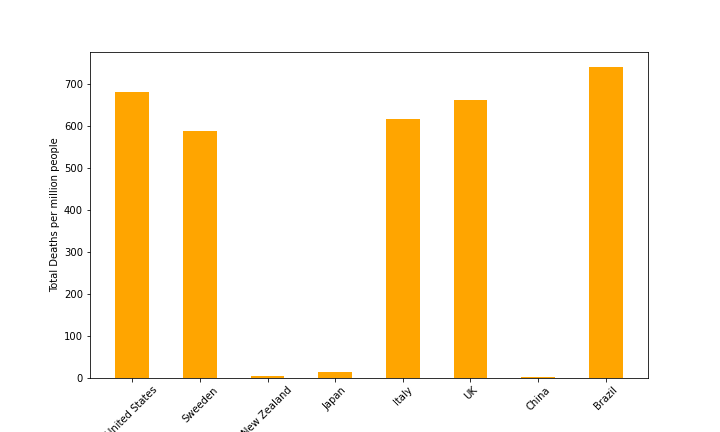 Total Deaths per million people
700
600
500
400
300
200
100
0
United States
Sweeden
New Zealand
Japan
Italy
UK
China
Brazil